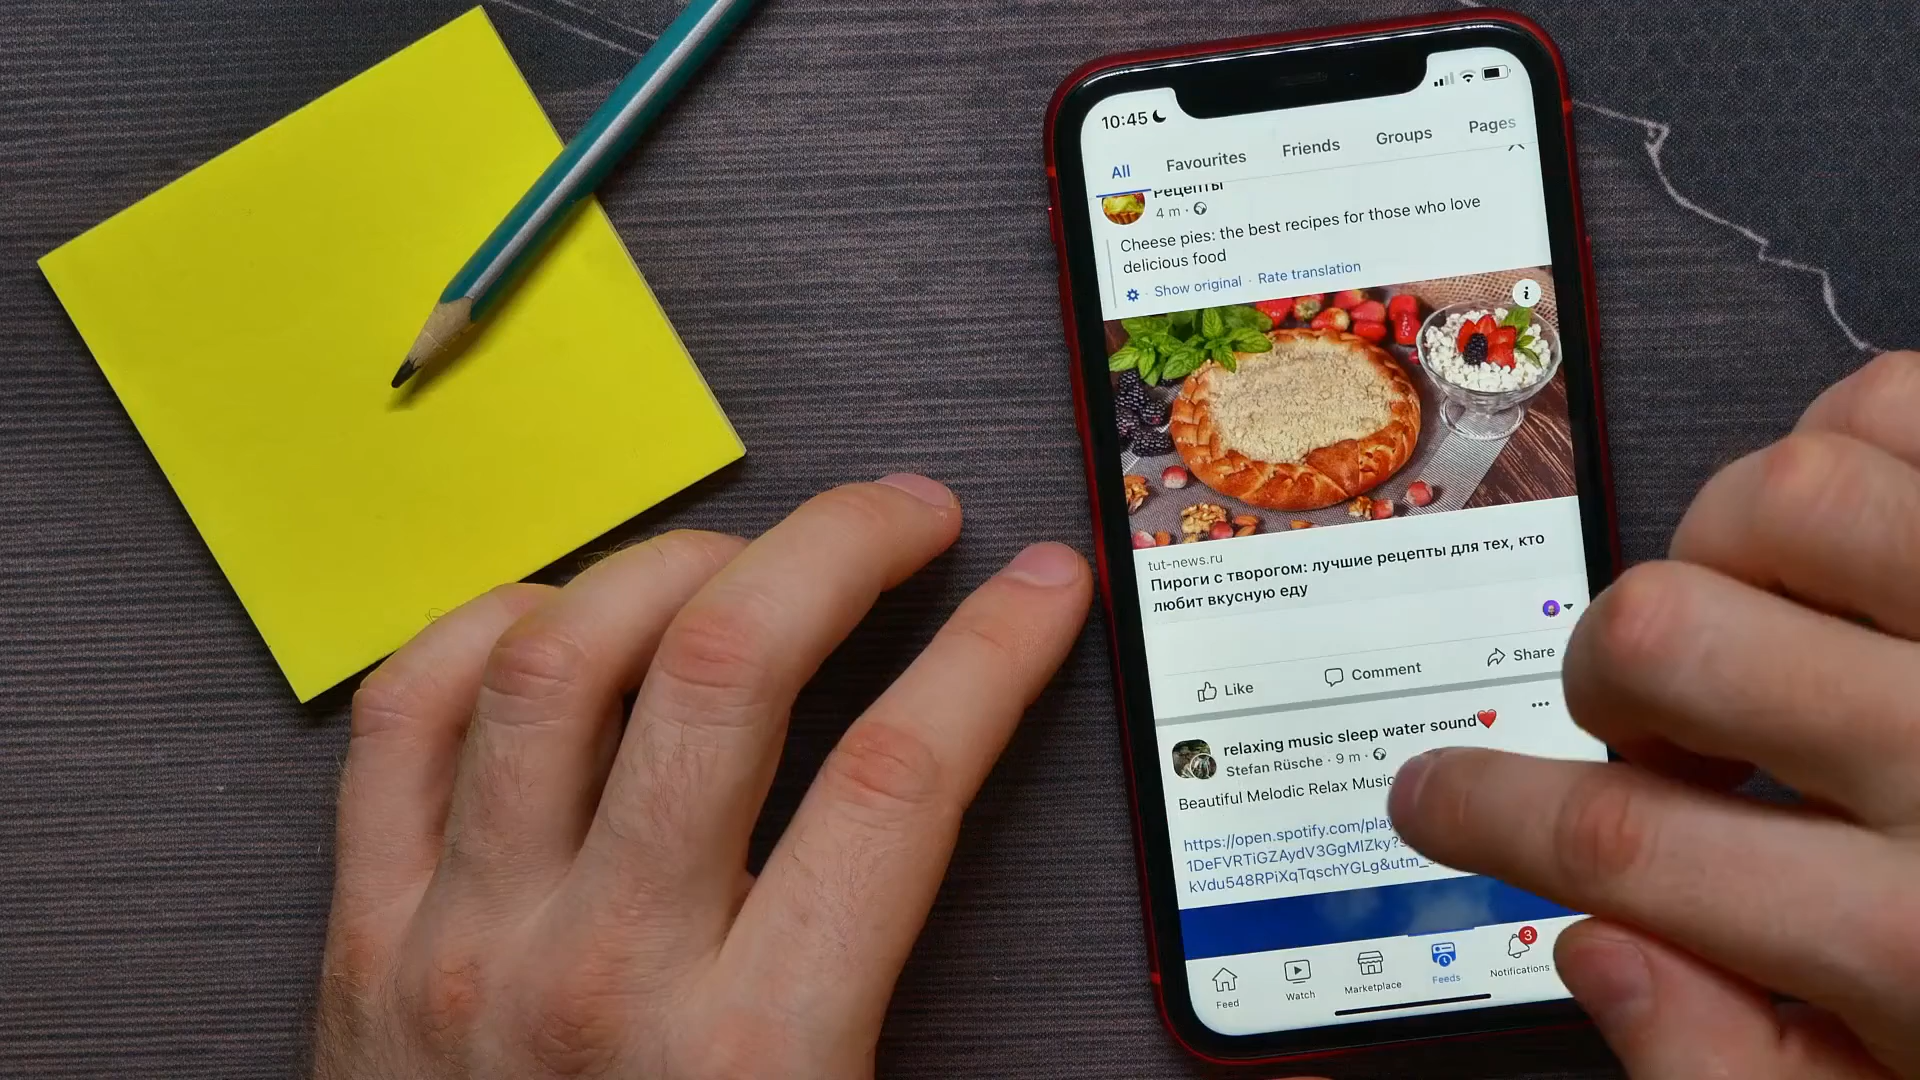 10:45
All Favourites Friends Groups Pages
Рецепты
4 m ·
Cheese pies: the best recipes for those who love
delicious food
· Show original · Rate translation
tut-news.ru
Пироги с творогом: лучшие рецепты для тех, кто
любит вкусную еду
Like Comment Share
relaxing music sleep water sound❤️
Stefan Rüsche · 9 m ·
Beautiful Melodic Relax Music
https://open.spotify.com/play
1DeFVRTiGZAydV3GgMlZky?s
kVdu548RPiXqTqschYGLg&utm_s
3
Feed Watch Marketplace Feeds Notifications